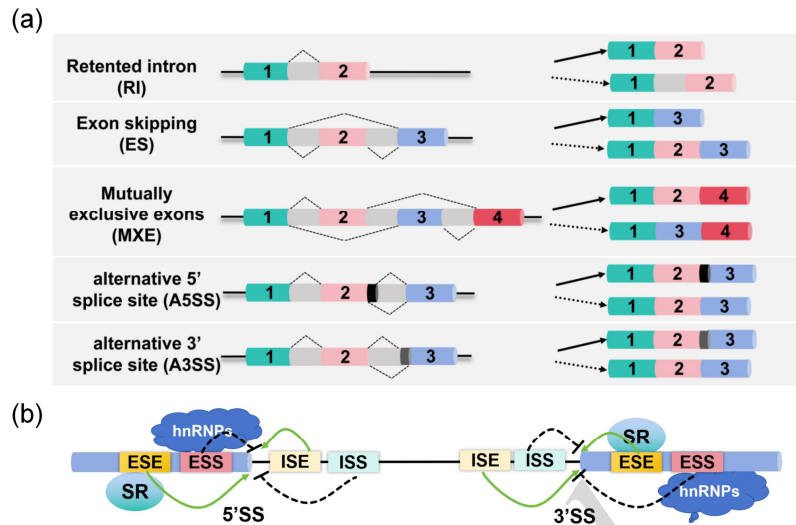 (a)
Retented intron
(RI)
1 2
1 2
1 2
Exon skipping
(ES)
1 2 3
1 3
1 2 3
Mutually
exclusive exons
(MXE)
1 2 3 4
1 2 4
1 3 4
alternative 5'
splice site (A5SS)
1 2 3
1 2 3
1 2 3
alternative 3'
splice site (A3SS)
1 2 3
1 2 3
1 2 3
(b)
hnRNPs
ESE ESS ISE ISS ISE ISS ESE ESS
SR
SR
hnRNPs
5'SS 3'SS